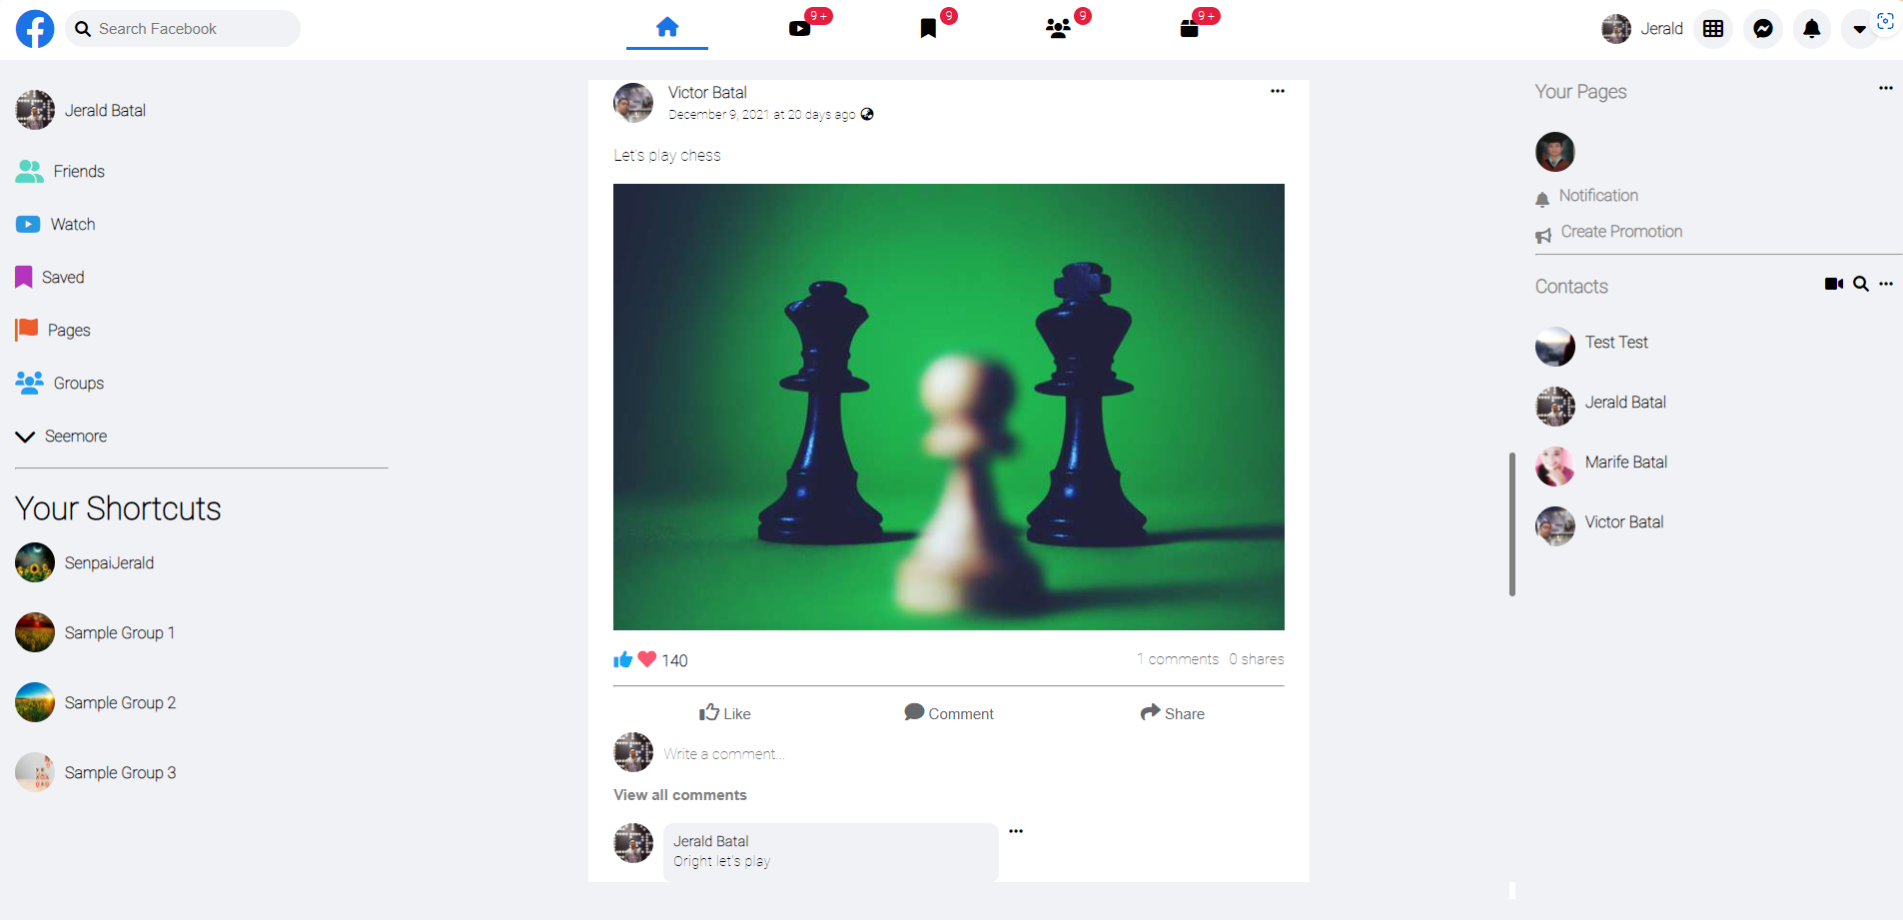 Search Facebook
9+
9
9
9+
Jerald
Jerald Batal
Friends
Watch
Saved
Pages
Groups
Seemore
Your Shortcuts
SenpaiJerald
Sample Group 1
Sample Group 2
Sample Group 3
Victor Batal
December 9, 2021 at 20 days ago
Let's play chess
140
1 comments 0 shares
Like
Comment
Share
Write a comment...
View all comments
Jerald Batal
Oright let's play
Your Pages
Notification
Create Promotion
Contacts
Test Test
Jerald Batal
Marife Batal
Victor Batal